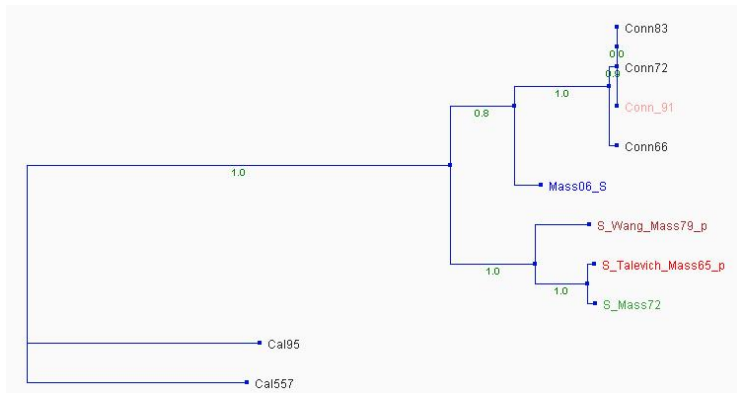 Conn83
0.0
Conn72
0.9
1.0
Conn_91
0.8
Conn66
1.0
Mass06_S
S_Wang_Mass79_p
S_Talevich_Mass65_p
1.0
1.0
S_Mass72
Cal95
Cal557